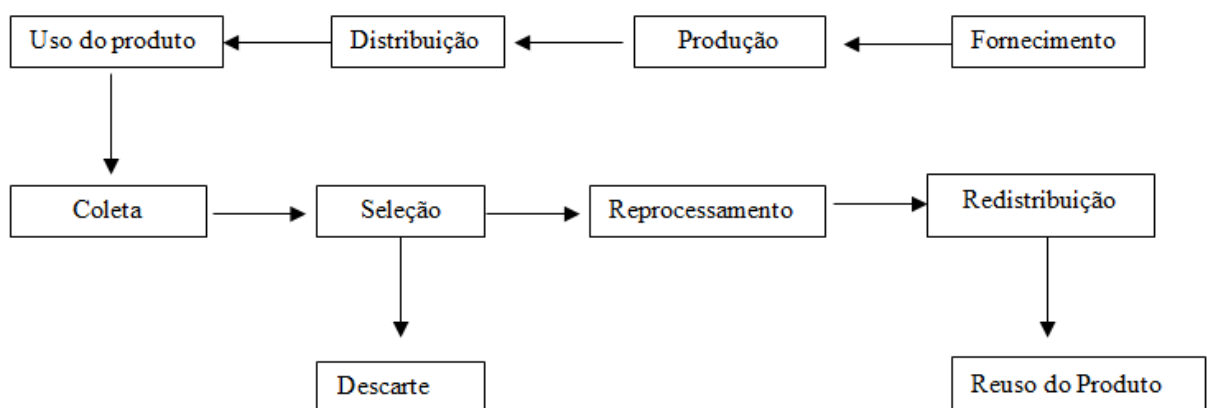 Uso do produto
Distribuição
Produção
Fornecimento
Coleta
Seleção
Reprocessamento
Redistribuição
Descarte
Reuso do Produto